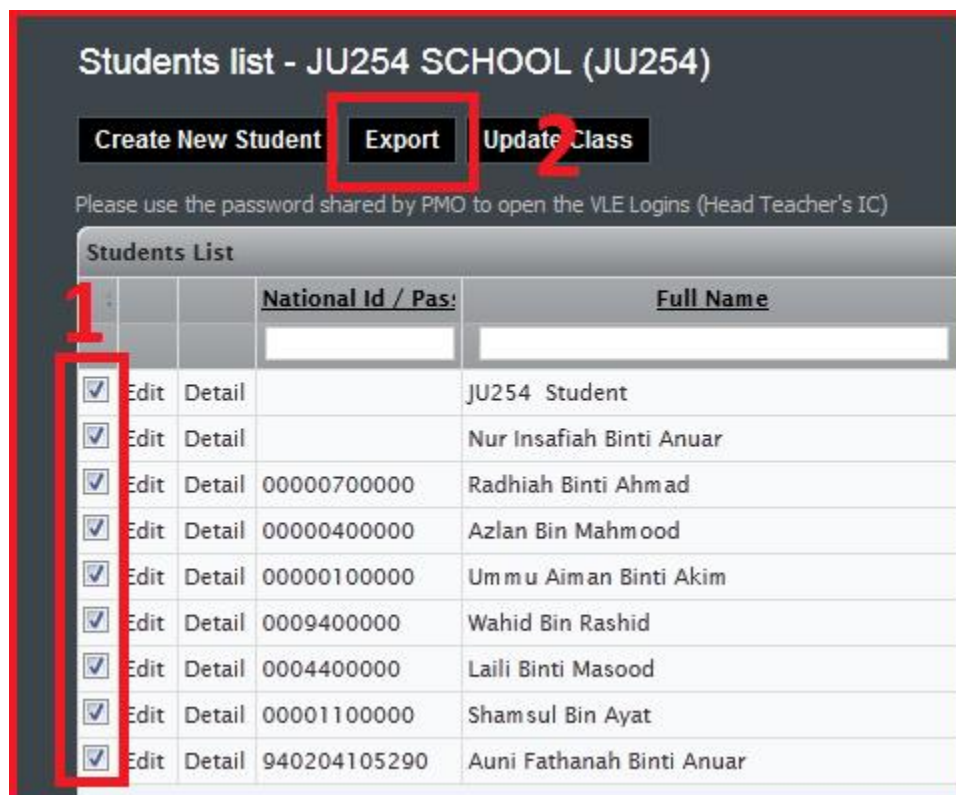 Students list - JU254 SCHOOL (JU254)
Create New Student Export Update Class
2
Please use the password shared by PMO to open the VLE Logins (Head Teacher's IC)
Students List
1
National Id / Pas: Full Name
Edit Detail JU254 Student
Edit Detail Nur Insafiah Binti Anuar
Edit Detail 00000700000 Radhiah Binti Ahmad
Edit Detail 00000400000 Azlan Bin Mahmood
Edit Detail 00000100000 Ummu Aiman Binti Akim
Edit Detail 0009400000 Wahid Bin Rashid
Edit Detail 0004400000 Laili Binti Masood
Edit Detail 00001100000 Shamsul Bin Ayat
Edit Detail 940204105290 Auni Fathanah Binti Anuar